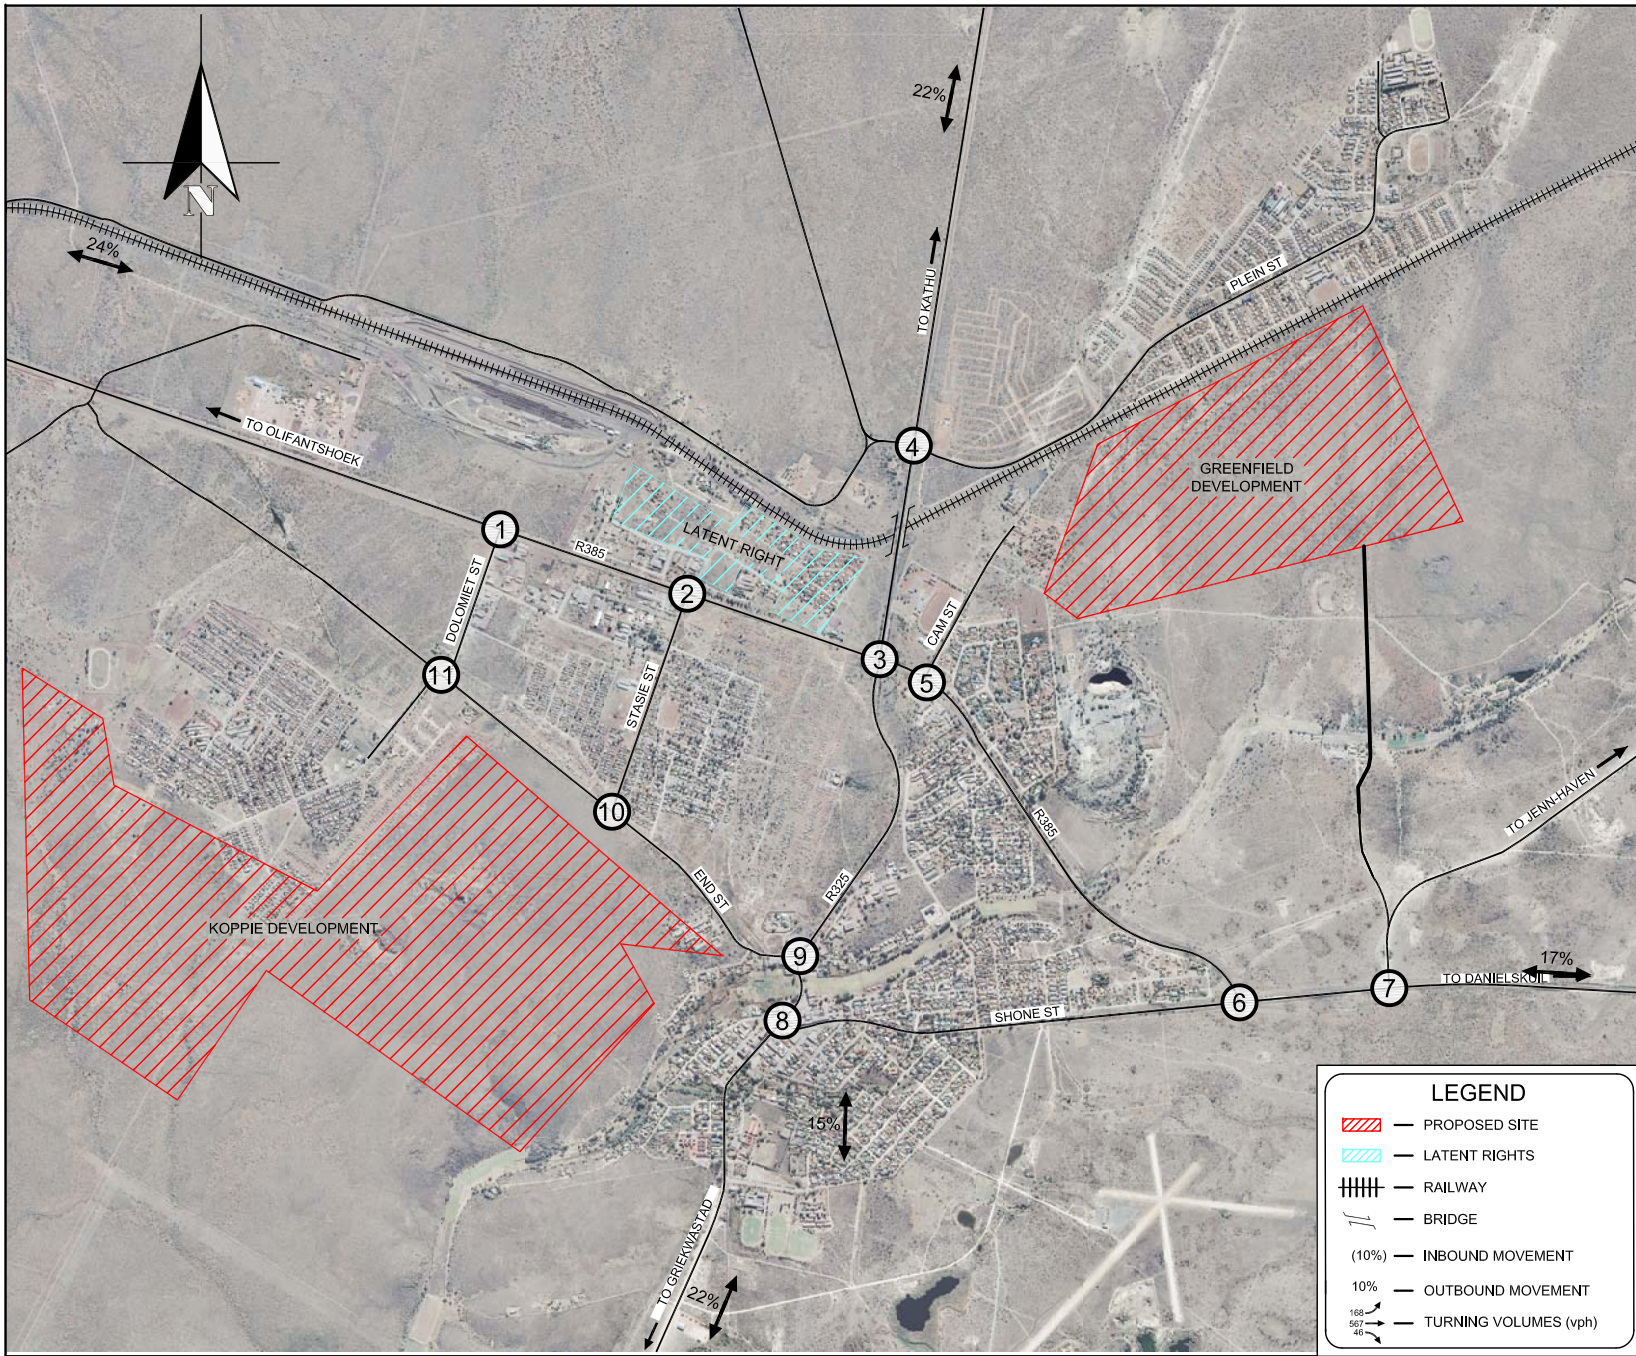 22%
N
24%
PLEIN ST
TO KATHU
TO OLIFANTSHOEK
4
GREENFIELD
DEVELOPMENT
1
R385
LATENT RIGHT
DOLOMIET ST
2
CAM ST
3
5
11
STASIE ST
TO JENN-HAVEN
10
R385
END ST
R325
KOPPIE DEVELOPMENT
9
17%
TO DANIELSKUIL
7
6
SHONE ST
8
15%
TO GRIEKWASTAD
22%
LEGEND
PROPOSED SITE
LATENT RIGHTS
RAILWAY
BRIDGE
(10%) INBOUND MOVEMENT
10% OUTBOUND MOVEMENT
168
567 TURNING VOLUMES (vph)
46